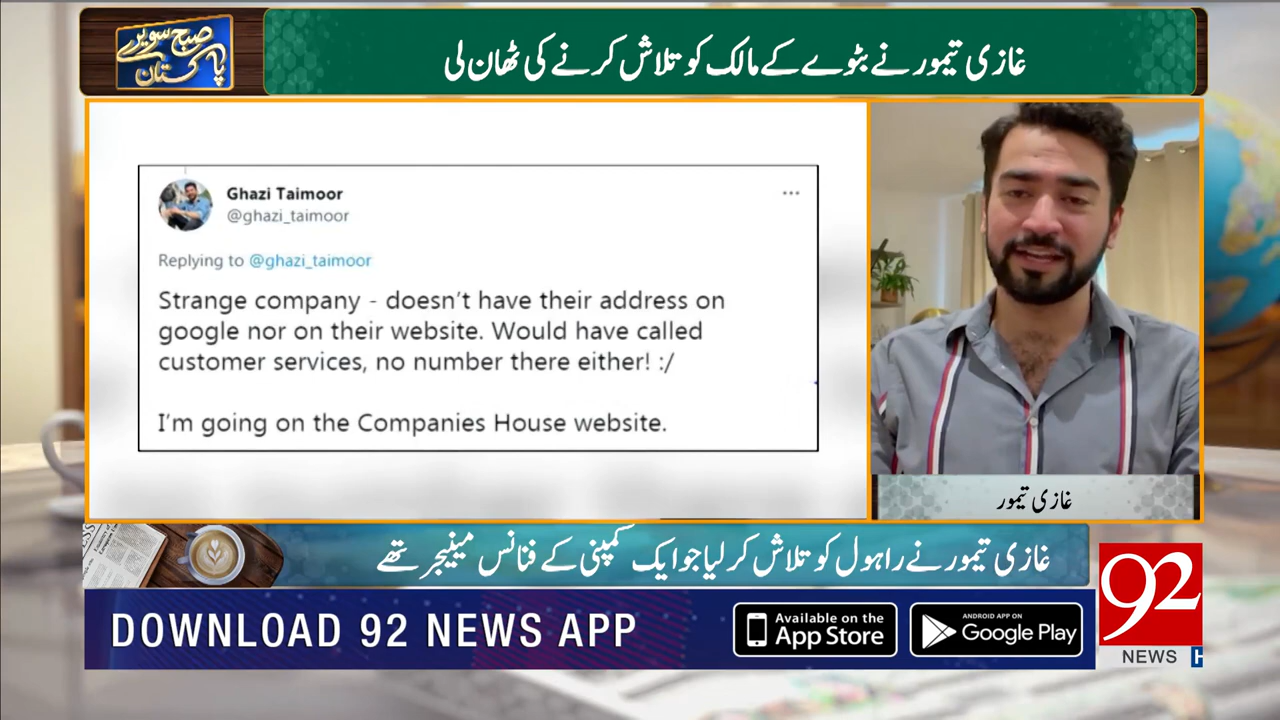 صبح سویرے
پاکستان
غازی تیمور نے بٹوے کے مالک کو تلاش کرنے کی ٹھان لی
Ghazi Taimoor
@ghazi_taimoor
Replying to @ghazi_taimoor
Strange company - doesn't have their address on
google nor on their website. Would have called
customer services, no number there either! :/
I'm going on the Companies House website.
غازی تیمور
غازی تیمور نے راہول کو تلاش کر لیا جو ایک کمپنی کے فنانس مینیجر تھے
DOWNLOAD 92 NEWS APP
Available on the
App Store
ANDROID APP ON
Google Play
92
NEWS H